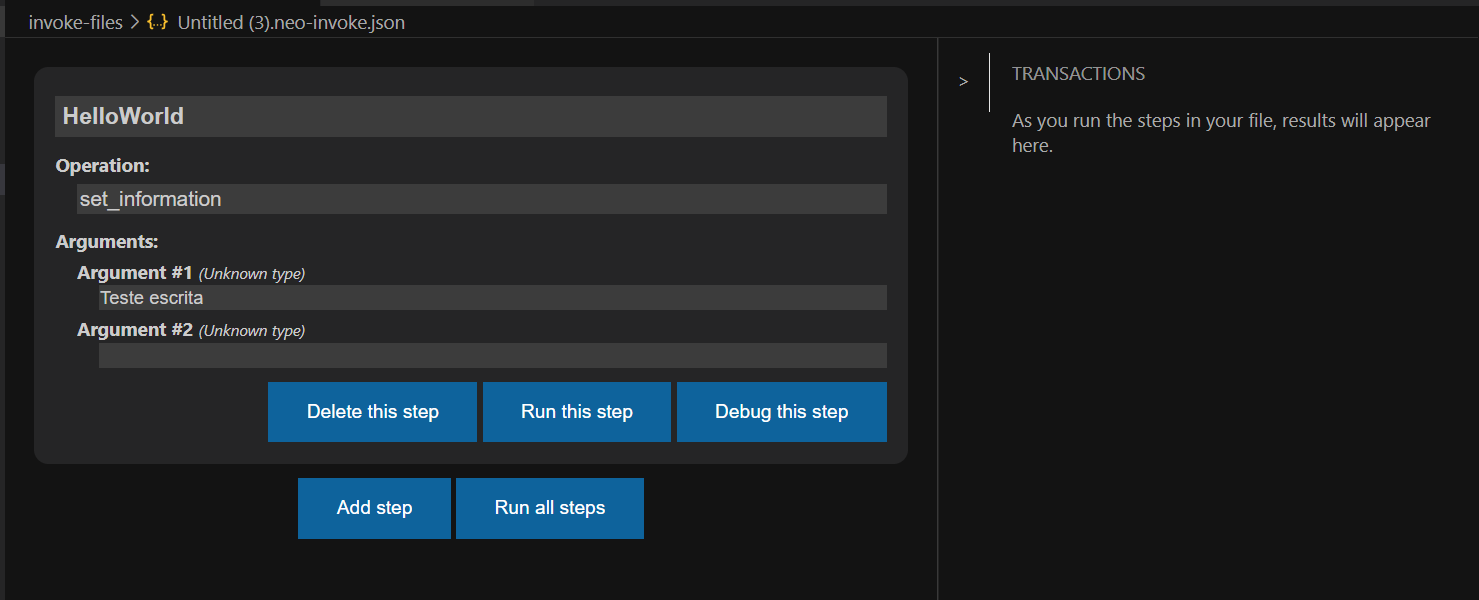 invoke-files > {..} Untitled (3).neo-invoke.json
HelloWorld
Operation:
set_information
Arguments:
Argument #1 (Unknown type)
Teste escrita
Argument #2 (Unknown type)
Delete this step Run this step Debug this step
Add step Run all steps
>
TRANSACTIONS
As you run the steps in your file, results will appear
here.